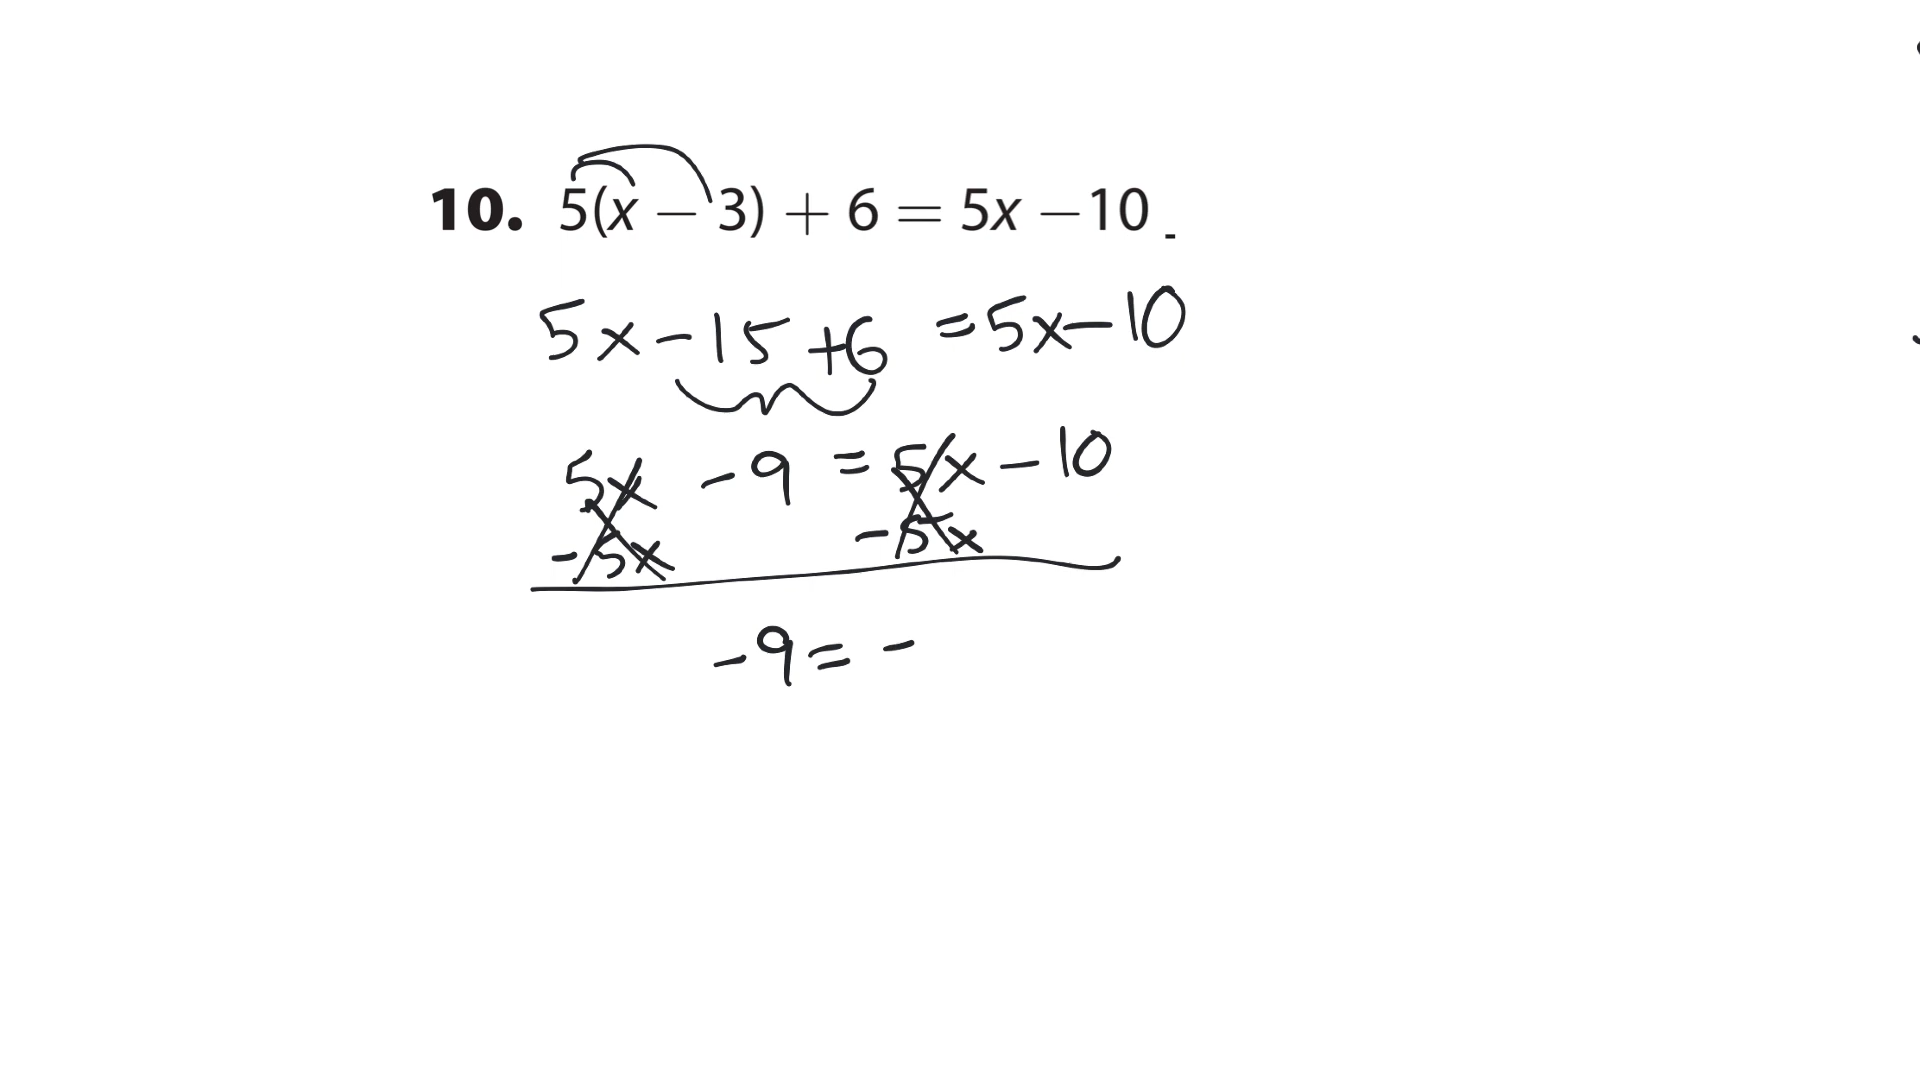 10. 5(x − 3) + 6 = 5x −10
5x − 15 + 6 = 5x − 10
5x − 9 = 5x − 10
−5x −5x
−9 = −